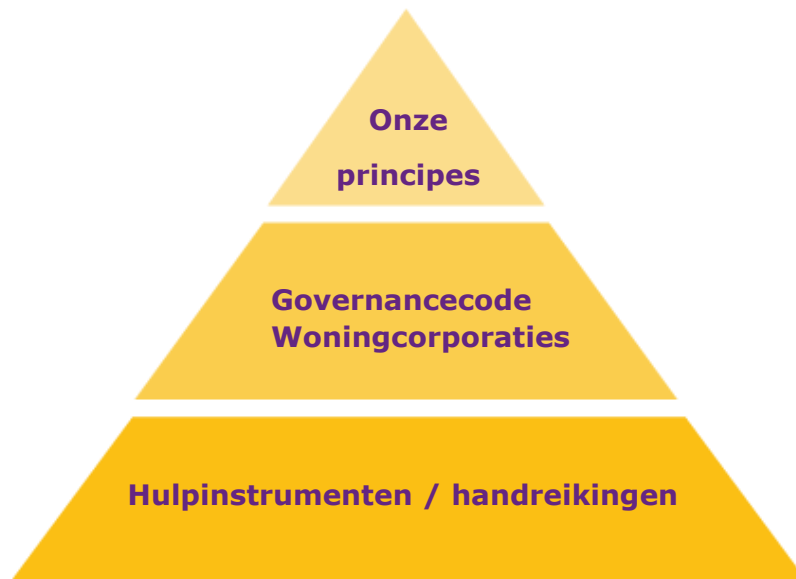 Onze
principes
Governancecode
Woningcorporaties
Hulpinstrumenten / handreikingen